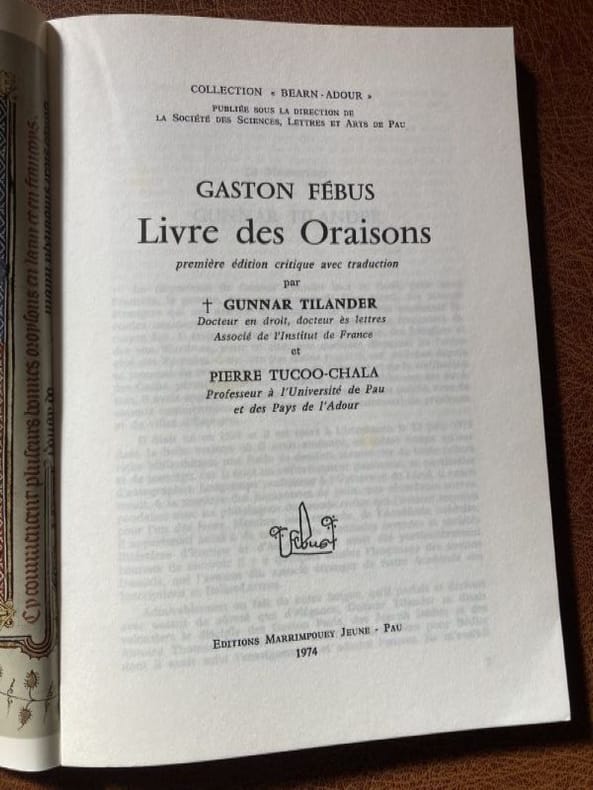 COLLECTION « BEARN-ADOUR »
PUBLIÉE SOUS LA DIRECTION DE
LA SOCIÉTÉ DES SCIENCES, LETTRES ET ARTS DE PAU
GASTON FÉBUS
Livre des Oraisons
première édition critique avec traduction
par
† GUNNAR TILANDER
Docteur en droit, docteur ès lettres
Associé de l'Institut de France
et
PIERRE TUCOO-CHALA
Professeur à l'Université de Pau
et des Pays de l'Adour
Febus
EDITIONS MARRIMPOUEY JEUNE - PAU
1974